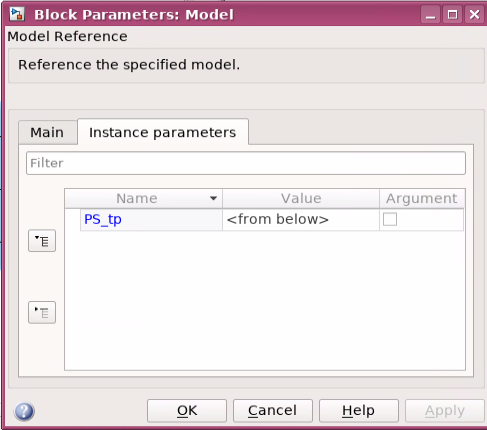 Block Parameters: Model
Model Reference
Reference the specified model.
Main Instance parameters
Filter
Name Value Argument
PS_tp <from below>
OK Cancel Help Apply